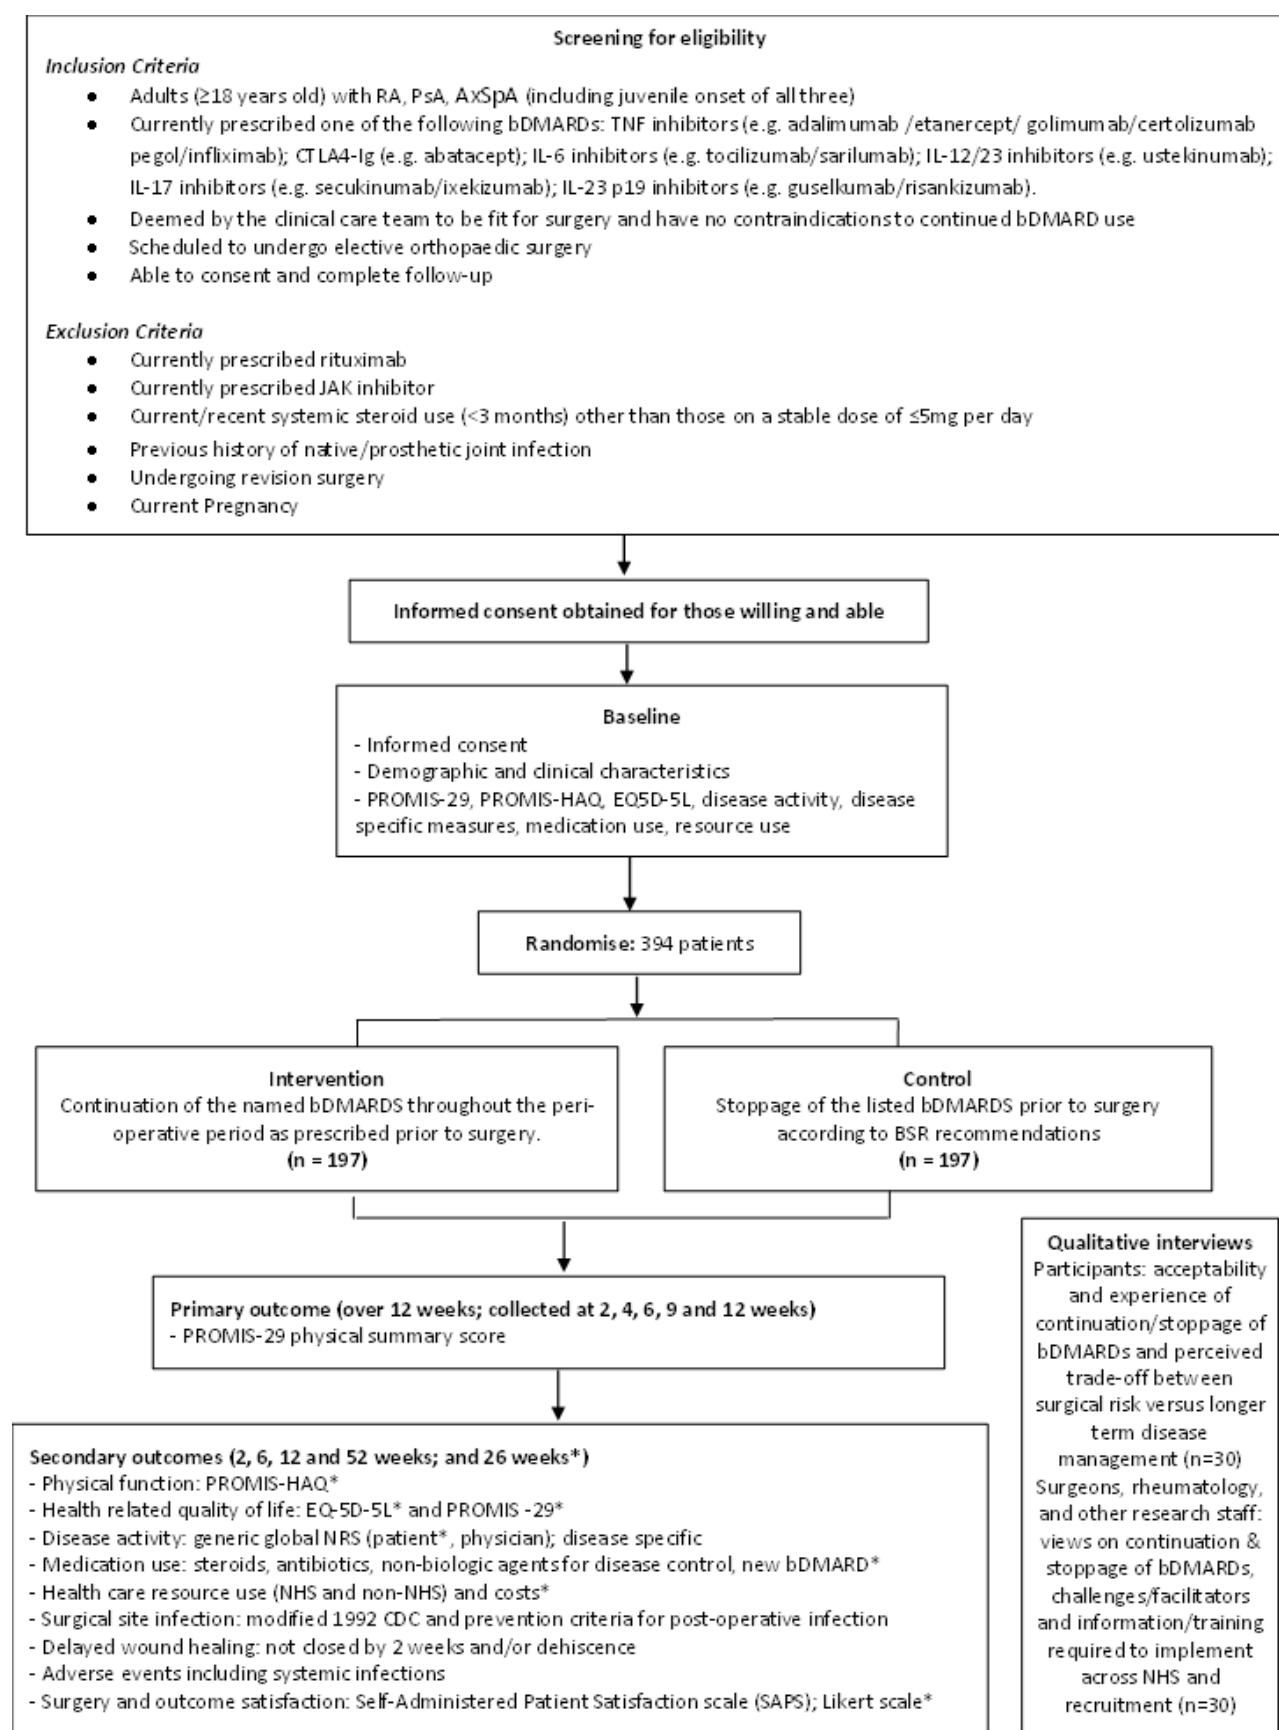 Screening for eligibility
Inclusion Criteria
● Adults (≥18 years old) with RA, PsA, AxSpA (including juvenile onset of all three)
● Currently prescribed one of the following bDMARDs: TNF inhibitors (e.g. adalimumab /etanercept/ golimumab/certolizumab
pegol/infliximab); CTLA4-Ig (e.g. abatacept); IL-6 inhibitors (e.g. tocilizumab/sarilumab); IL-12/23 inhibitors (e.g. ustekinumab);
IL-17 inhibitors (e.g. secukinumab/ixekizumab); IL-23 p19 inhibitors (e.g. guselkumab/risankizumab).
● Deemed by the clinical care team to be fit for surgery and have no contraindications to continued bDMARD use
● Scheduled to undergo elective orthopaedic surgery
● Able to consent and complete follow-up
Exclusion Criteria
● Currently prescribed rituximab
● Currently prescribed JAK inhibitor
● Current/recent systemic steroid use (<3 months) other than those on a stable dose of ≤5mg per day
● Previous history of native/prosthetic joint infection
● Undergoing revision surgery
● Current Pregnancy
Informed consent obtained for those willing and able
Baseline
- Informed consent
- Demographic and clinical characteristics
- PROMIS-29, PROMIS-HAQ, EQ5D-5L, disease activity, disease
specific measures, medication use, resource use
Randomise: 394 patients
Intervention
Continuation of the named bDMARDS throughout the peri-
operative period as prescribed prior to surgery.
(n = 197)
Control
Stoppage of the listed bDMARDS prior to surgery
according to BSR recommendations
(n = 197)
Primary outcome (over 12 weeks; collected at 2, 4, 6, 9 and 12 weeks)
- PROMIS-29 physical summary score
Secondary outcomes (2, 6, 12 and 52 weeks; and 26 weeks*)
- Physical function: PROMIS-HAQ*
- Health related quality of life: EQ-5D-5L* and PROMIS -29*
- Disease activity: generic global NRS (patient*, physician); disease specific
- Medication use: steroids, antibiotics, non-biologic agents for disease control, new bDMARD*
- Health care resource use (NHS and non-NHS) and costs*
- Surgical site infection: modified 1992 CDC and prevention criteria for post-operative infection
- Delayed wound healing: not closed by 2 weeks and/or dehiscence
- Adverse events including systemic infections
- Surgery and outcome satisfaction: Self-Administered Patient Satisfaction scale (SAPS); Likert scale*
Qualitative interviews
Participants: acceptability
and experience of
continuation/stoppage of
bDMARDs and perceived
trade-off between
surgical risk versus longer
term disease
management (n=30)
Surgeons, rheumatology,
and other research staff:
views on continuation &
stoppage of bDMARDs,
challenges/facilitators
and information/training
required to implement
across NHS and
recruitment (n=30)